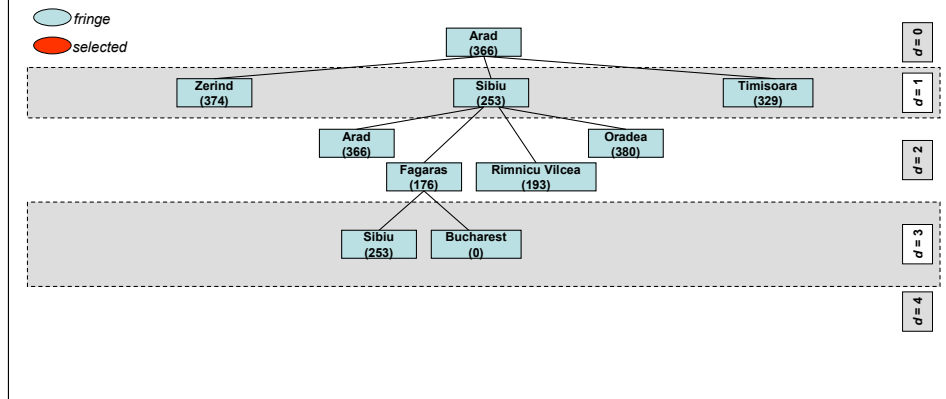 fringe
selected
Arad
(366)
d = 0
Zerind
(374)
Sibiu
(253)
Timisoara
(329)
d = 1
Arad
(366)
Oradea
(380)
Fagaras
(176)
Rimnicu Vilcea
(193)
d = 2
Sibiu
(253)
Bucharest
(0)
d = 3
d = 4